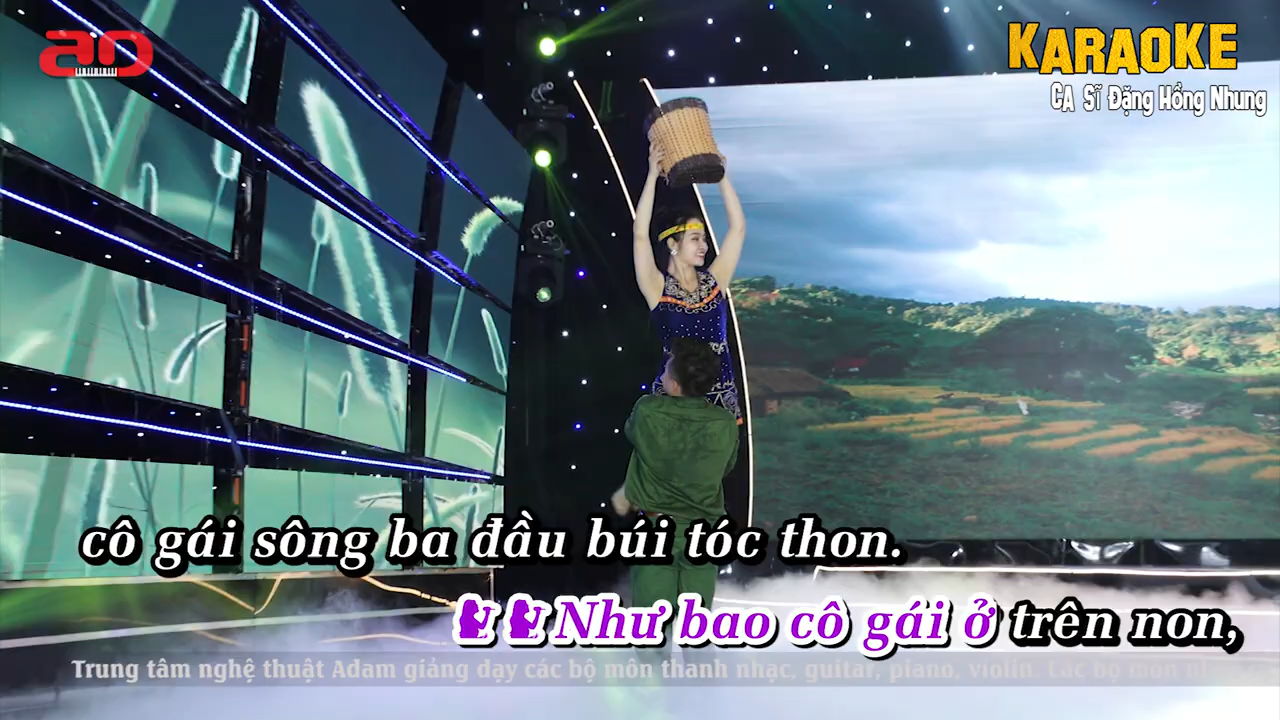 ao
KARAOKE
CA Sĩ Đặng Hồng Nhung
cô gái sông ba đầu búi tóc thon.
Như bao cô gái ở trên non,
Trung tâm nghệ thuật Adam giảng dạy các bộ môn thanh nhạc, guitar, piano, violin. Các bộ môn